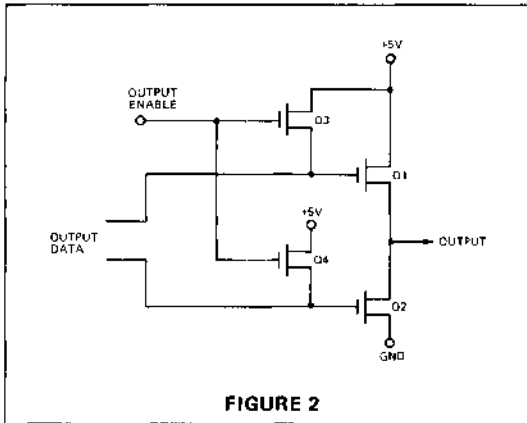 +5V
OUTPUT
ENABLE
Q3
Q1
+5V
OUTPUT
DATA
OUTPUT
Q4
Q2
GND
FIGURE 2